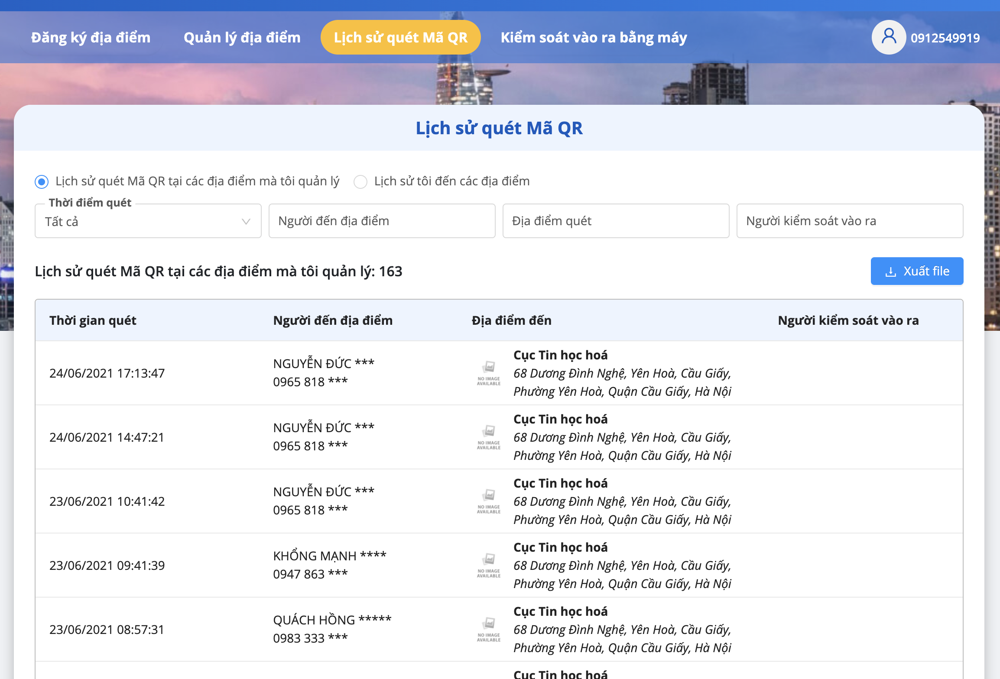 Đăng ký địa điểm Quản lý địa điểm Lịch sử quét Mã QR Kiểm soát vào ra bằng máy 0912549919
Lịch sử quét Mã QR
Lịch sử quét Mã QR tại các địa điểm mà tôi quản lý Lịch sử tôi đến các địa điểm
Thời điểm quét
Tất cả Người đến địa điểm Địa điểm quét Người kiểm soát vào ra
Lịch sử quét Mã QR tại các địa điểm mà tôi quản lý: 163 Xuất file
Thời gian quét Người đến địa điểm Địa điểm đến Người kiểm soát vào ra
24/06/2021 17:13:47
NGUYỄN ĐỨC ***
0965 818 ***
NO IMAGE
AVAILABLE
Cục Tin học hoá
68 Dương Đình Nghệ, Yên Hoà, Cầu Giấy,
Phường Yên Hoà, Quận Cầu Giấy, Hà Nội
24/06/2021 14:47:21
NGUYỄN ĐỨC ***
0965 818 ***
NO IMAGE
AVAILABLE
Cục Tin học hoá
68 Dương Đình Nghệ, Yên Hoà, Cầu Giấy,
Phường Yên Hoà, Quận Cầu Giấy, Hà Nội
23/06/2021 10:41:42
NGUYỄN ĐỨC ***
0965 818 ***
NO IMAGE
AVAILABLE
Cục Tin học hoá
68 Dương Đình Nghệ, Yên Hoà, Cầu Giấy,
Phường Yên Hoà, Quận Cầu Giấy, Hà Nội
23/06/2021 09:41:39
KHỔNG MẠNH ****
0947 863 ***
NO IMAGE
AVAILABLE
Cục Tin học hoá
68 Dương Đình Nghệ, Yên Hoà, Cầu Giấy,
Phường Yên Hoà, Quận Cầu Giấy, Hà Nội
23/06/2021 08:57:31
QUÁCH HỒNG *****
0983 333 ***
NO IMAGE
AVAILABLE
Cục Tin học hoá
68 Dương Đình Nghệ, Yên Hoà, Cầu Giấy,
Phường Yên Hoà, Quận Cầu Giấy, Hà Nội
Cục Tin học hoá